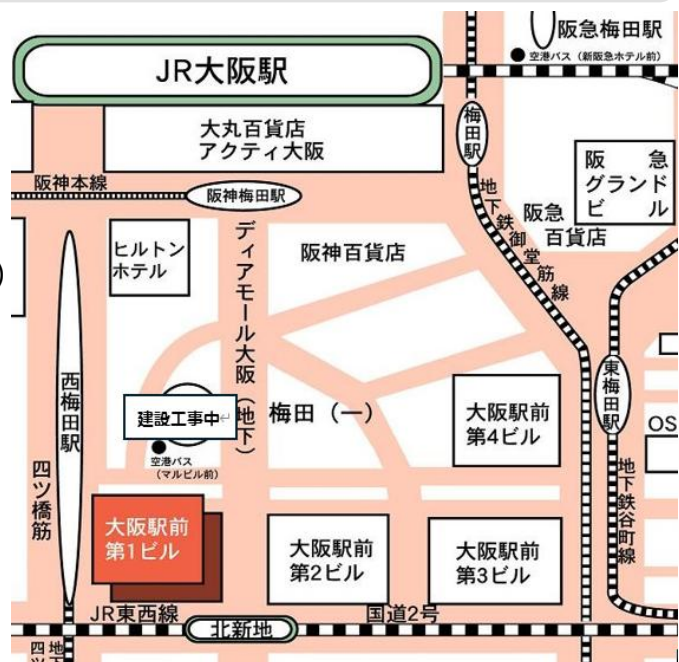 阪急梅田駅
空港バス（新阪急ホテル前）
JR大阪駅
大丸百貨店
アクティ大阪
梅田駅
阪急
グランド
ビル
阪神本線
阪神梅田駅
地下鉄御堂筋線
阪急
百貨店
ヒルトン
ホテル
ディアモール大阪（地下）
阪神百貨店
西梅田駅
建設工事中
梅田（一）
空港バス
（マルビル前）
大阪駅前
第4ビル
東梅田駅
OS
四ツ橋筋
地下鉄谷町線
大阪駅前
第1ビル
大阪駅前
第2ビル
大阪駅前
第3ビル
JR東西線
国道2号
北新地
四ツ
地下